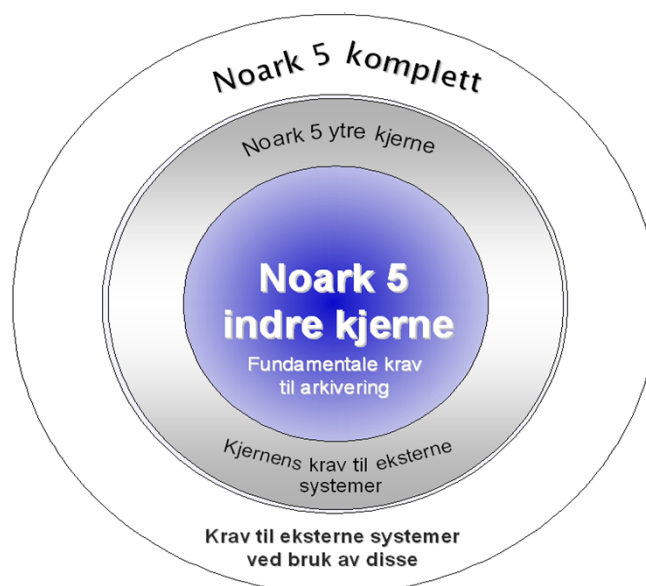 Noark 5 komplett
Noark 5 ytre kjerne
Noark 5
indre kjerne
Fundamentale krav
til arkivering
Kjernens krav til eksterne
systemer
Krav til eksterne systemer
ved bruk av disse